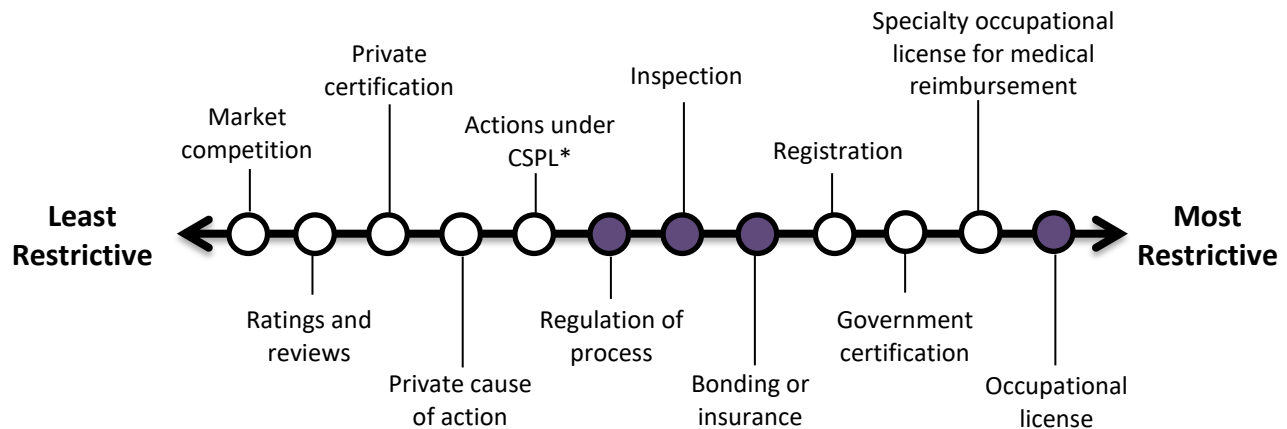 Specialty occupational
license for medical
reimbursement
Private
certification
Inspection
Market
competition
Actions under
CSPL*
Registration
Least
Restrictive
Most
Restrictive
Ratings and
reviews
Regulation of
process
Government
certification
Private cause
of action
Bonding or
insurance
Occupational
license